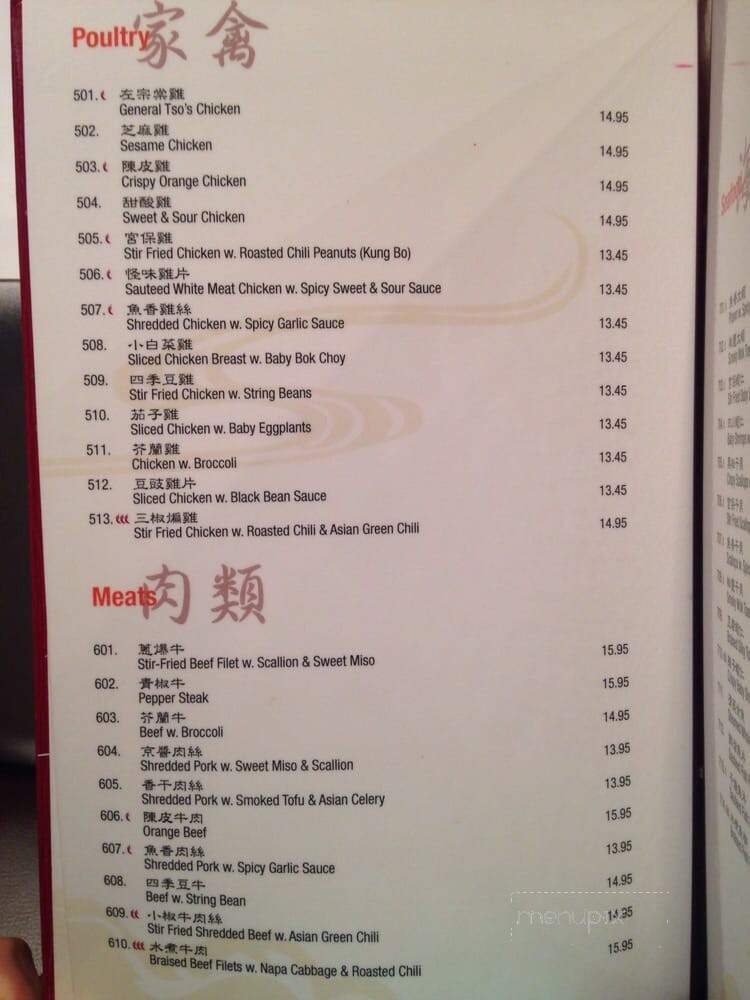 Poultry 家禽
501. 左宗棠雞
General Tso's Chicken 14.95
502. 芝麻雞
Sesame Chicken 14.95
503. 陳皮雞
Crispy Orange Chicken 14.95
504. 甜酸雞
Sweet & Sour Chicken 14.95
505. 宮保雞
Stir Fried Chicken w. Roasted Chili Peanuts (Kung Bo) 13.45
506. 怪味雞片
Sauteed White Meat Chicken w. Spicy Sweet & Sour Sauce 13.45
507. 魚香雞絲
Shredded Chicken w. Spicy Garlic Sauce 13.45
508. 小白菜雞
Sliced Chicken Breast w. Baby Bok Choy 13.45
509. 四季豆雞
Stir Fried Chicken w. String Beans 13.45
510. 茄子雞
Sliced Chicken w. Baby Eggplants 13.45
511. 芥蘭雞
Chicken w. Broccoli 13.45
512. 豆豉雞片
Sliced Chicken w. Black Bean Sauce 13.45
513. 三椒煸雞
Stir Fried Chicken w. Roasted Chili & Asian Green Chili 14.95
Meats 肉類
601. 蔥爆牛
Stir-Fried Beef Filet w. Scallion & Sweet Miso 15.95
602. 青椒牛
Pepper Steak 15.95
603. 芥蘭牛
Beef w. Broccoli 14.95
604. 京醬肉絲
Shredded Pork w. Sweet Miso & Scallion 13.95
605. 香干肉絲
Shredded Pork w. Smoked Tofu & Asian Celery 13.95
606. 陳皮牛肉
Orange Beef 15.95
607. 魚香肉絲
Shredded Pork w. Spicy Garlic Sauce 13.95
608. 四季豆牛
Beef w. String Bean 14.95
609. 小椒牛肉絲
Stir Fried Shredded Beef w. Asian Green Chili 14.95
610. 水煮牛肉
Braised Beef Filets w. Napa Cabbage & Roasted Chili 15.95
menupix